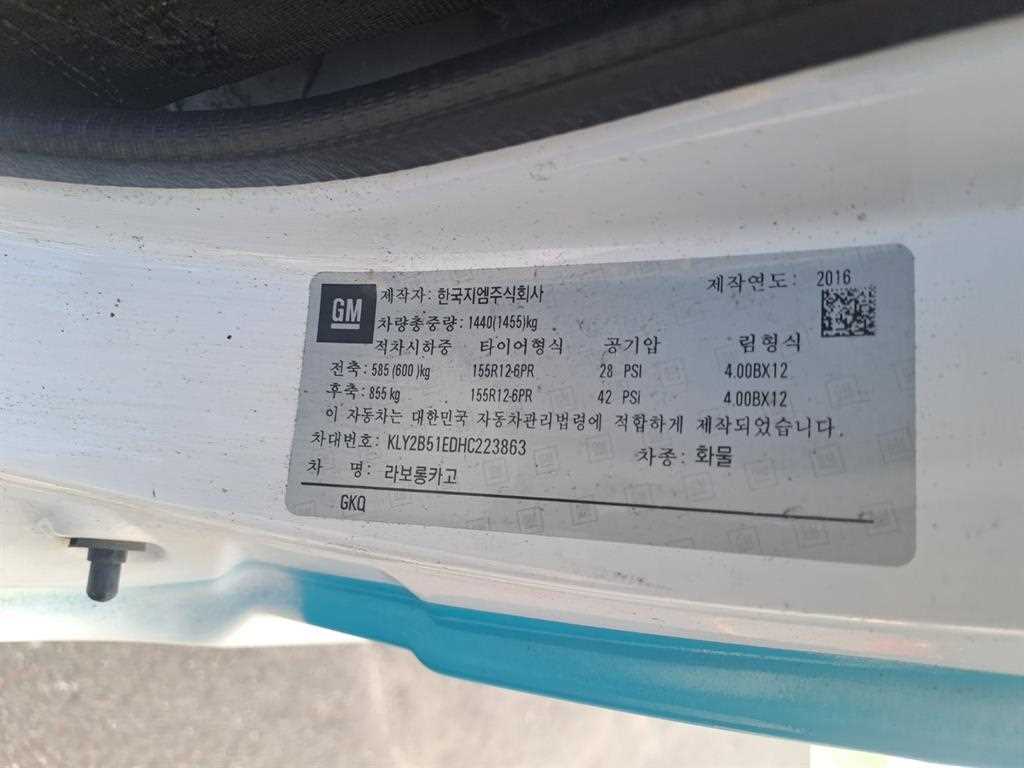 GM
제작자: 한국지엠주식회사 제작연도: 2016
차량총중량: 1440(1455)kg
적차시하중 타이어형식 공기압 림형식
전축: 585(600)kg 155R12-6PR 28 PSI 4.00BX12
후축: 855kg 155R12-6PR 42 PSI 4.00BX12
이 자동차는 대한민국 자동차관리법령에 적합하게 제작되었습니다.
차대번호: KLY2B51EDHC223863 차종: 화물
차 명: 라보롱카고
GKQ